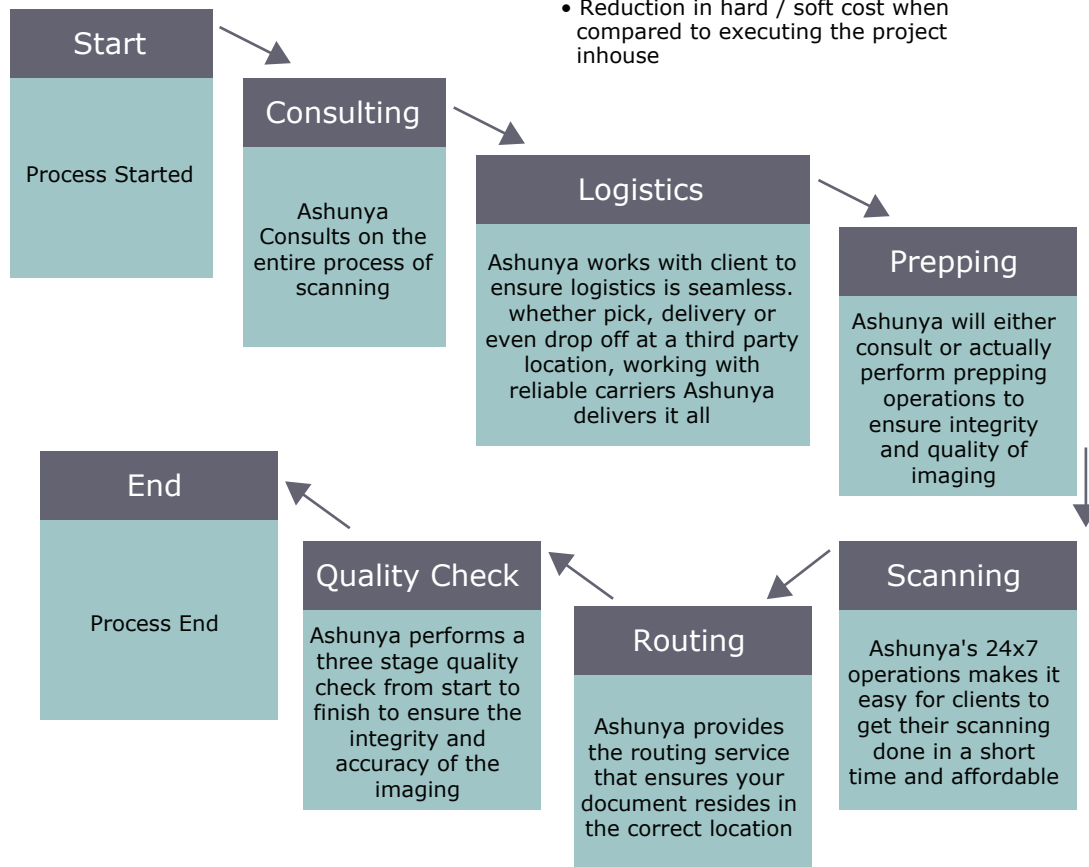 • Reduction in hard / soft cost when
compared to executing the project
inhouse
Start
Process Started
Consulting
Ashunya
Consults on the
entire process of
scanning
Logistics
Ashunya works with client to
ensure logistics is seamless.
whether pick, delivery or
even drop off at a third party
location, working with
reliable carriers Ashunya
delivers it all
Prepping
Ashunya will either
consult or actually
perform prepping
operations to
ensure integrity
and quality of
imaging
Scanning
Ashunya's 24x7
operations makes it
easy for clients to
get their scanning
done in a short
time and affordable
Routing
Ashunya provides
the routing service
that ensures your
document resides in
the correct location
Quality Check
Ashunya performs a
three stage quality
check from start to
finish to ensure the
integrity and
accuracy of the
imaging
End
Process End